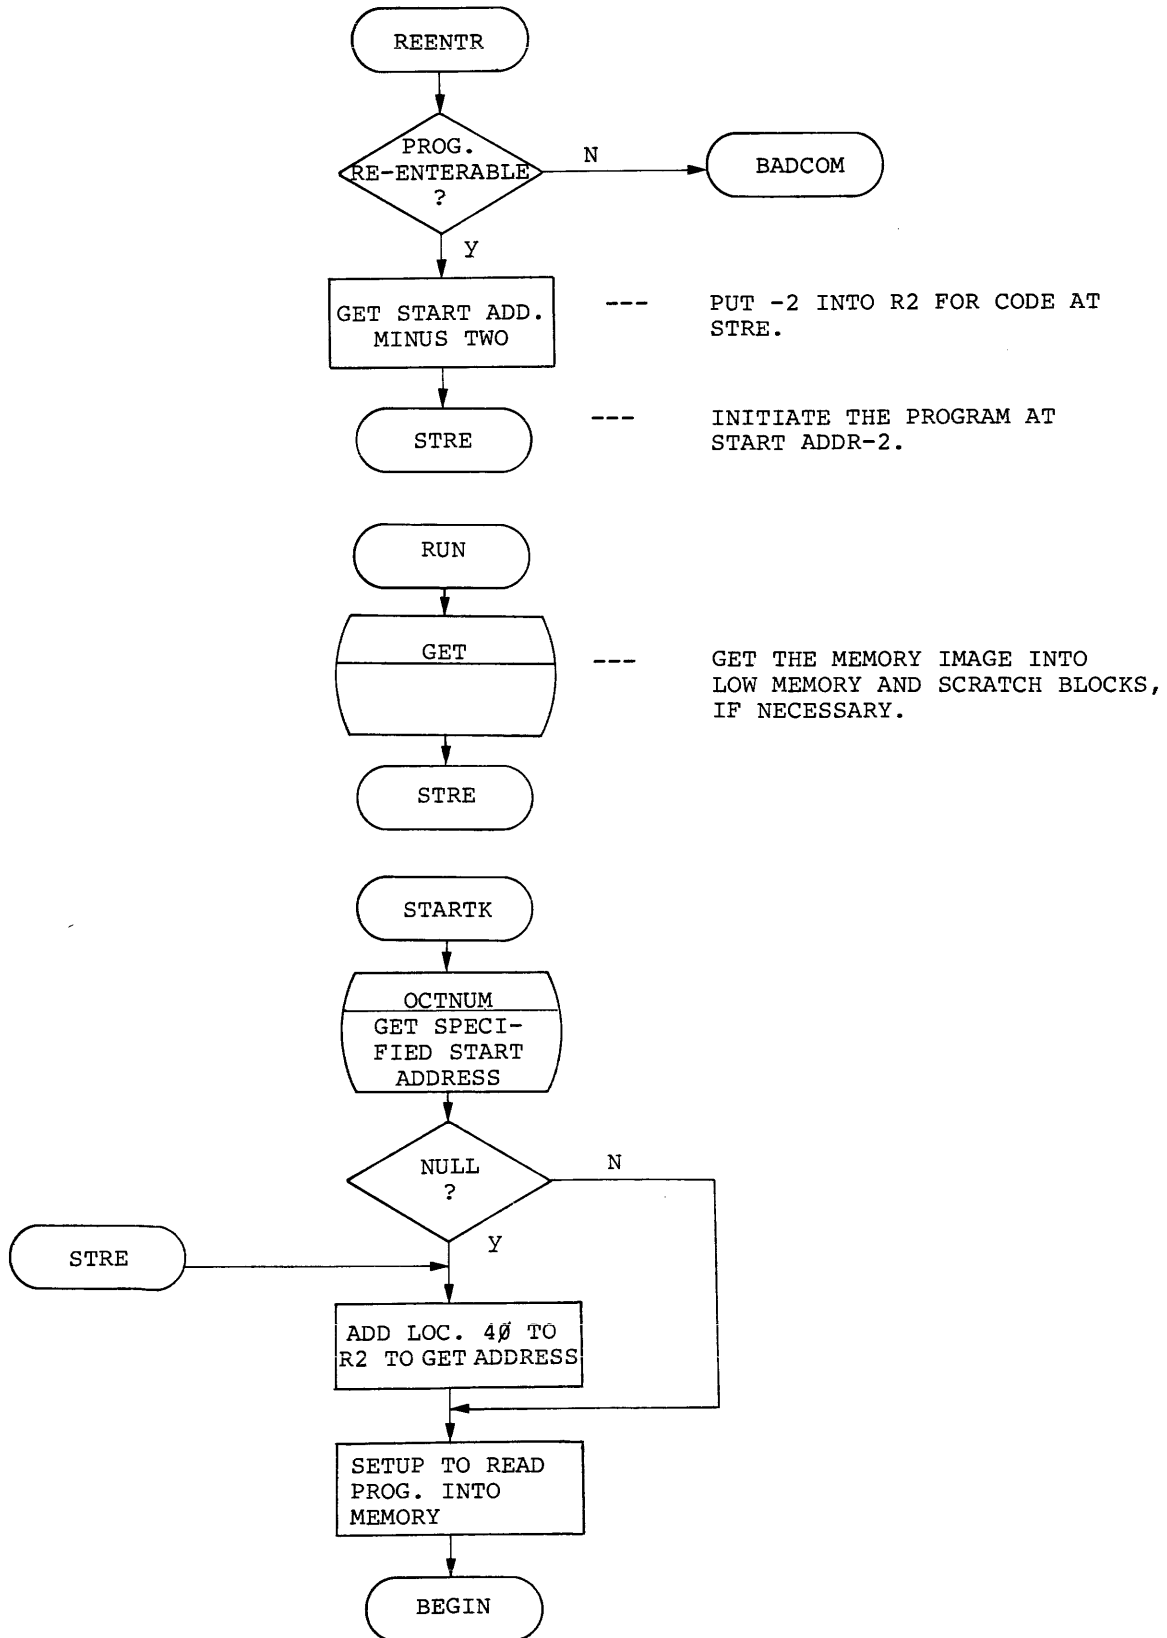 REENTR
PROG.
RE-ENTERABLE
?
N
BADCOM
Y
GET START ADD.
MINUS TWO
--- PUT -2 INTO R2 FOR CODE AT
STRE.
STRE
--- INITIATE THE PROGRAM AT
START ADDR-2.
RUN
GET
--- GET THE MEMORY IMAGE INTO
LOW MEMORY AND SCRATCH BLOCKS,
IF NECESSARY.
STRE
STARTK
OCTNUM
GET SPECI-
FIED START
ADDRESS
NULL
?
N
Y
STRE
ADD LOC. 4Ø TO
R2 TO GET ADDRESS
SETUP TO READ
PROG. INTO
MEMORY
BEGIN